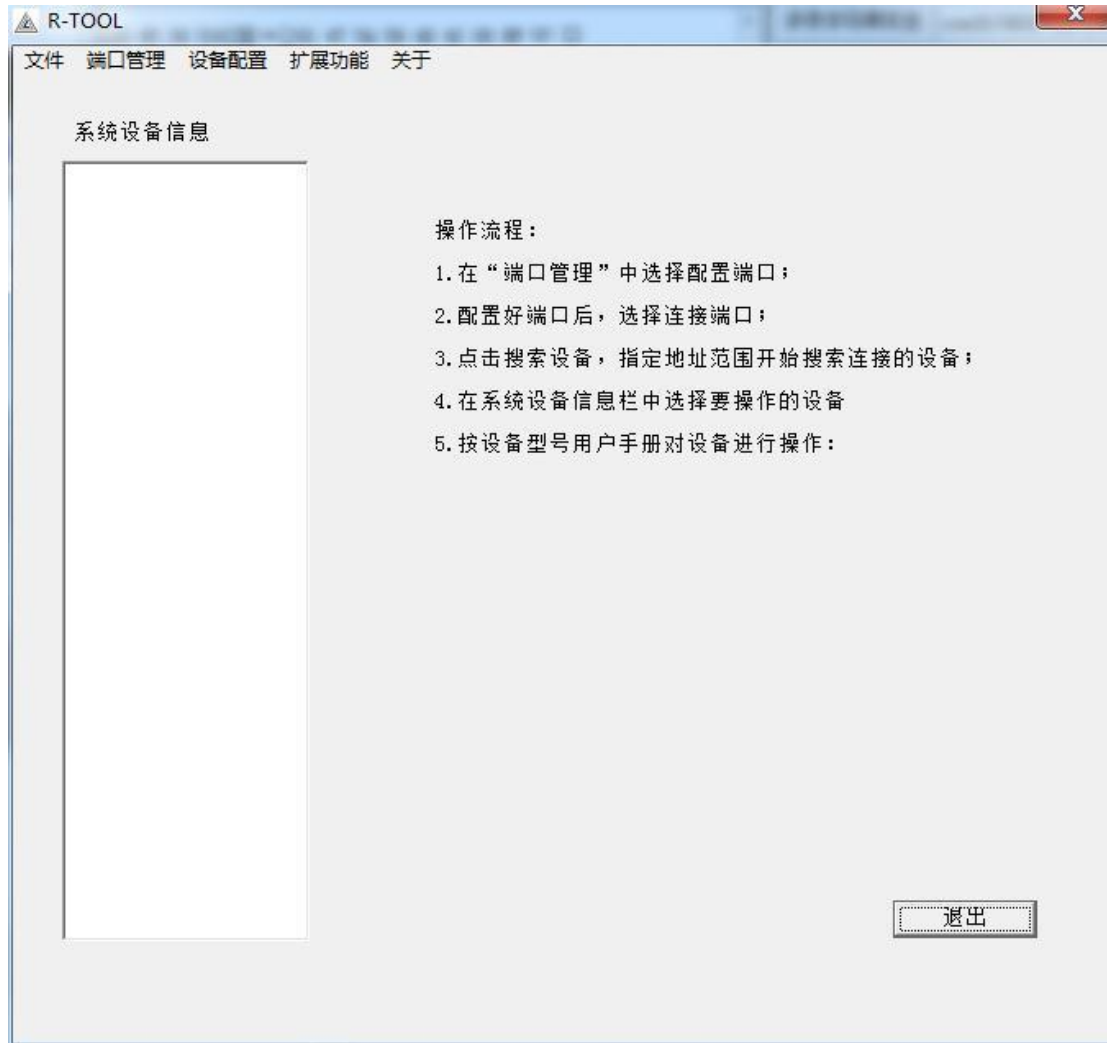 R-TOOL
文件 端口管理 设备配置 扩展功能 关于
系统设备信息
操作流程：
1.在“端口管理”中选择配置端口；
2.配置好端口后，选择连接端口；
3.点击搜索设备，指定地址范围开始搜索连接的设备；
4.在系统设备信息栏中选择要操作的设备
5.按设备型号用户手册对设备进行操作：
退出